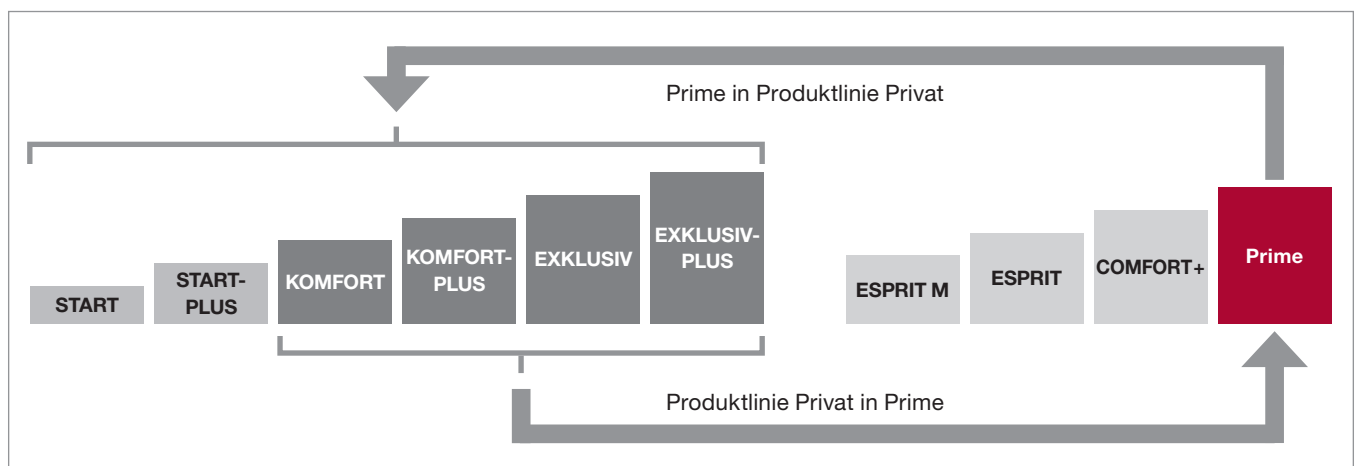 Prime in Produktlinie Privat
START
START-
PLUS
KOMFORT
KOMFORT-
PLUS
EXKLUSIV
EXKLUSIV-
PLUS
ESPRIT M
ESPRIT
COMFORT+
Prime
Produktlinie Privat in Prime